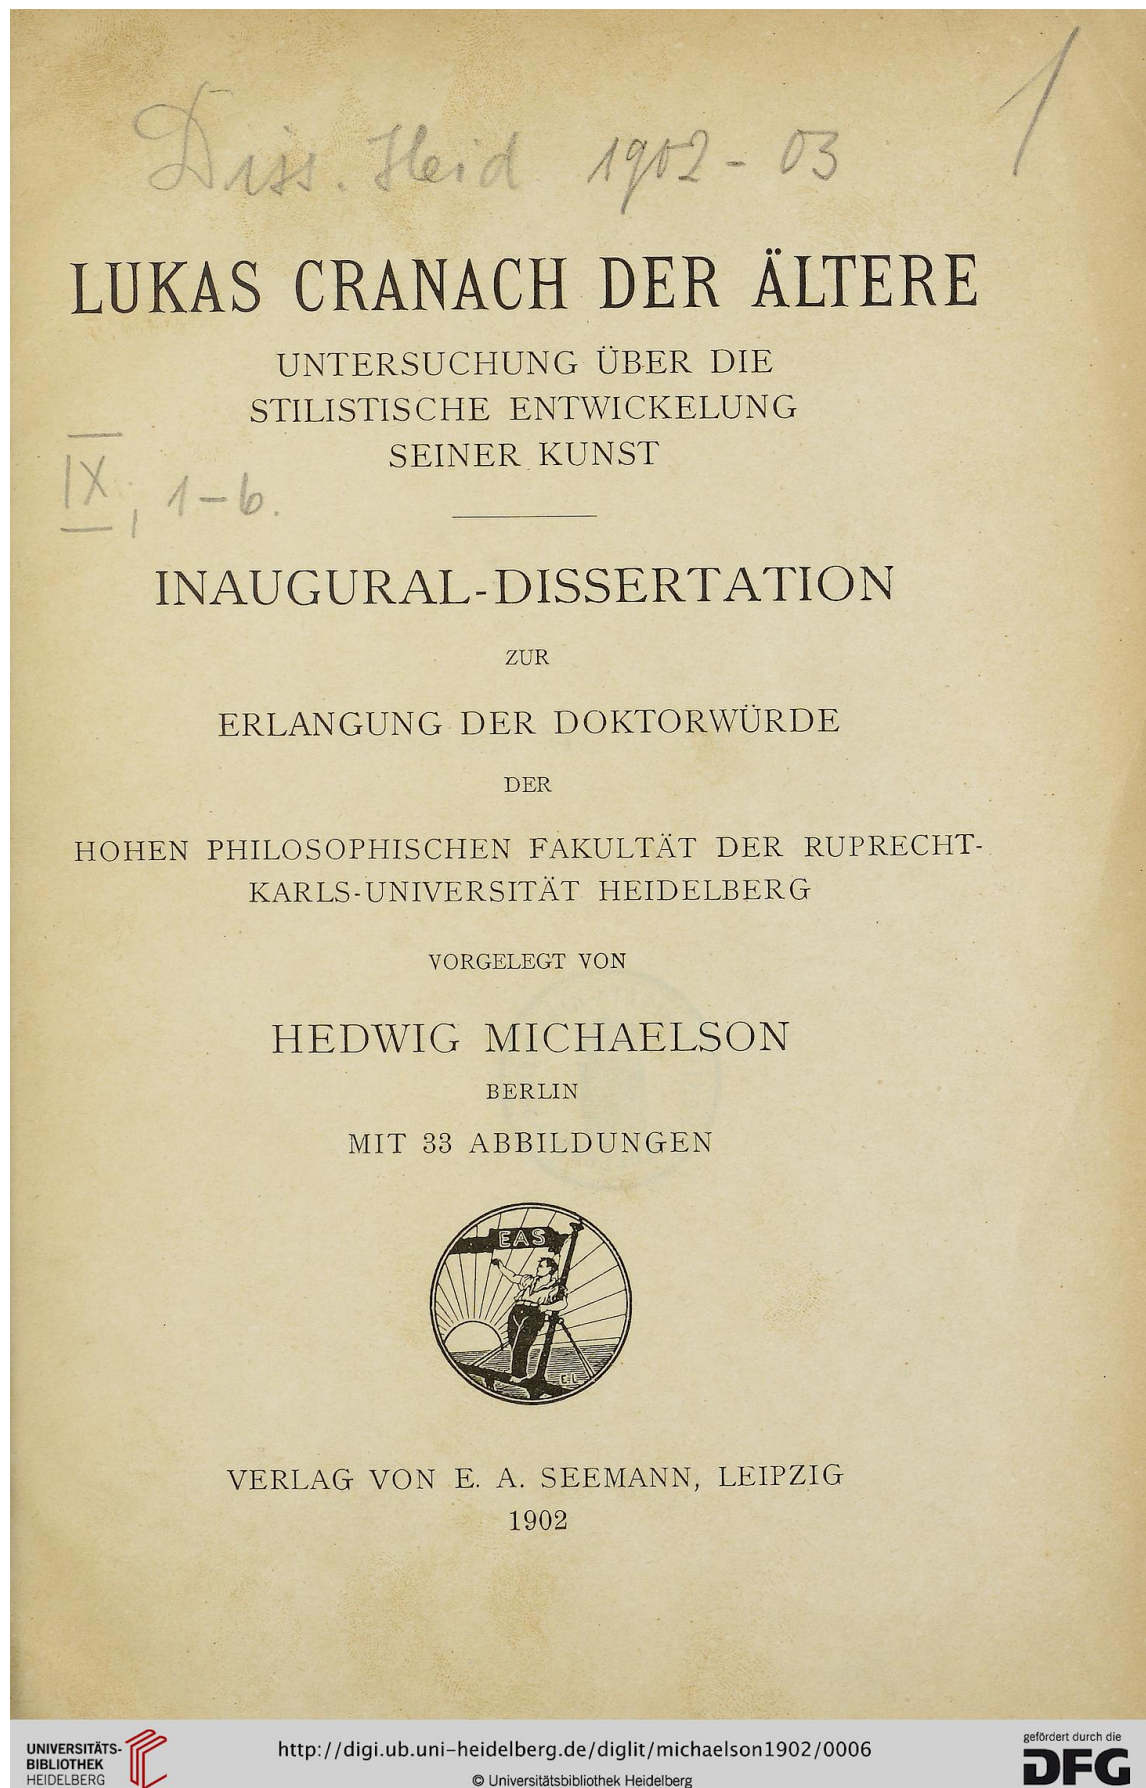 1
Diss. Heid 1902-03
LUKAS CRANACH DER ÄLTERE
UNTERSUCHUNG ÜBER DIE
STILISTISCHE ENTWICKELUNG
SEINER KUNST
IX, 1-6.
INAUGURAL-DISSERTATION
ZUR
ERLANGUNG DER DOKTORWÜRDE
DER
HOHEN PHILOSOPHISCHEN FAKULTÄT DER RUPRECHT-
KARLS-UNIVERSITÄT HEIDELBERG
VORGELEGT VON
HEDWIG MICHAELSON
BERLIN
MIT 33 ABBILDUNGEN
EAS
C.L
VERLAG VON E. A. SEEMANN, LEIPZIG
1902
UNIVERSITÄTS-
BIBLIOTHEK
HEIDELBERG
http://digi.ub.uni-heidelberg.de/diglit/michaelson1902/0006
© Universitätsbibliothek Heidelberg
gefördert durch die
DFG